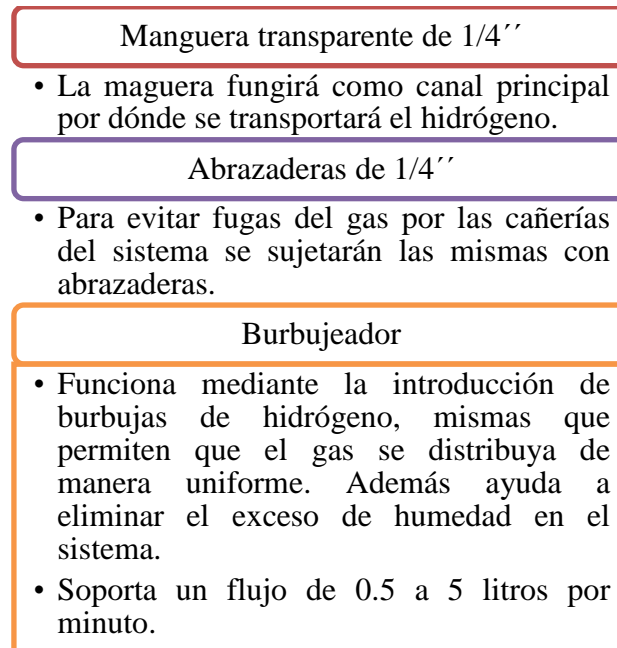 Manguera transparente de 1/4´´
• La maguera fungirá como canal principal
por dónde se transportará el hidrógeno.
Abrazaderas de 1/4´´
• Para evitar fugas del gas por las cañerías
del sistema se sujetarán las mismas con
abrazaderas.
Burbujeador
• Funciona mediante la introducción de
burbujas de hidrógeno, mismas que
permiten que el gas se distribuya de
manera uniforme. Además ayuda a
eliminar el exceso de humedad en el
sistema.
• Soporta un flujo de 0.5 a 5 litros por
minuto.